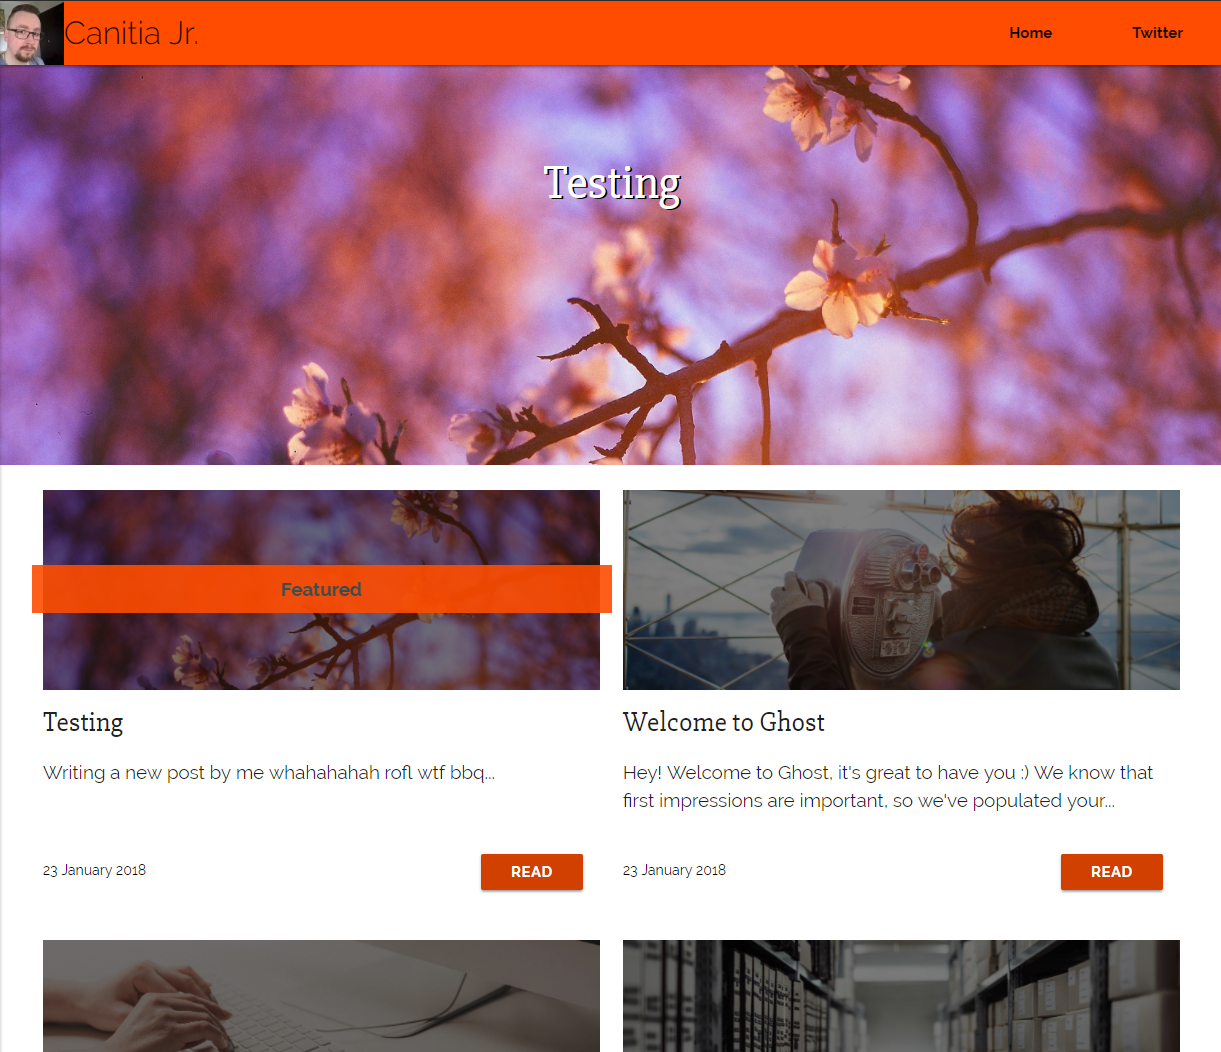 Canitia Jr.
Home
Twitter
Testing
Featured
Testing
Writing a new post by me whahahahah rofl wtf bbq...
23 January 2018
READ
Welcome to Ghost
Hey! Welcome to Ghost, it's great to have you :) We know that
first impressions are important, so we've populated your...
23 January 2018
READ